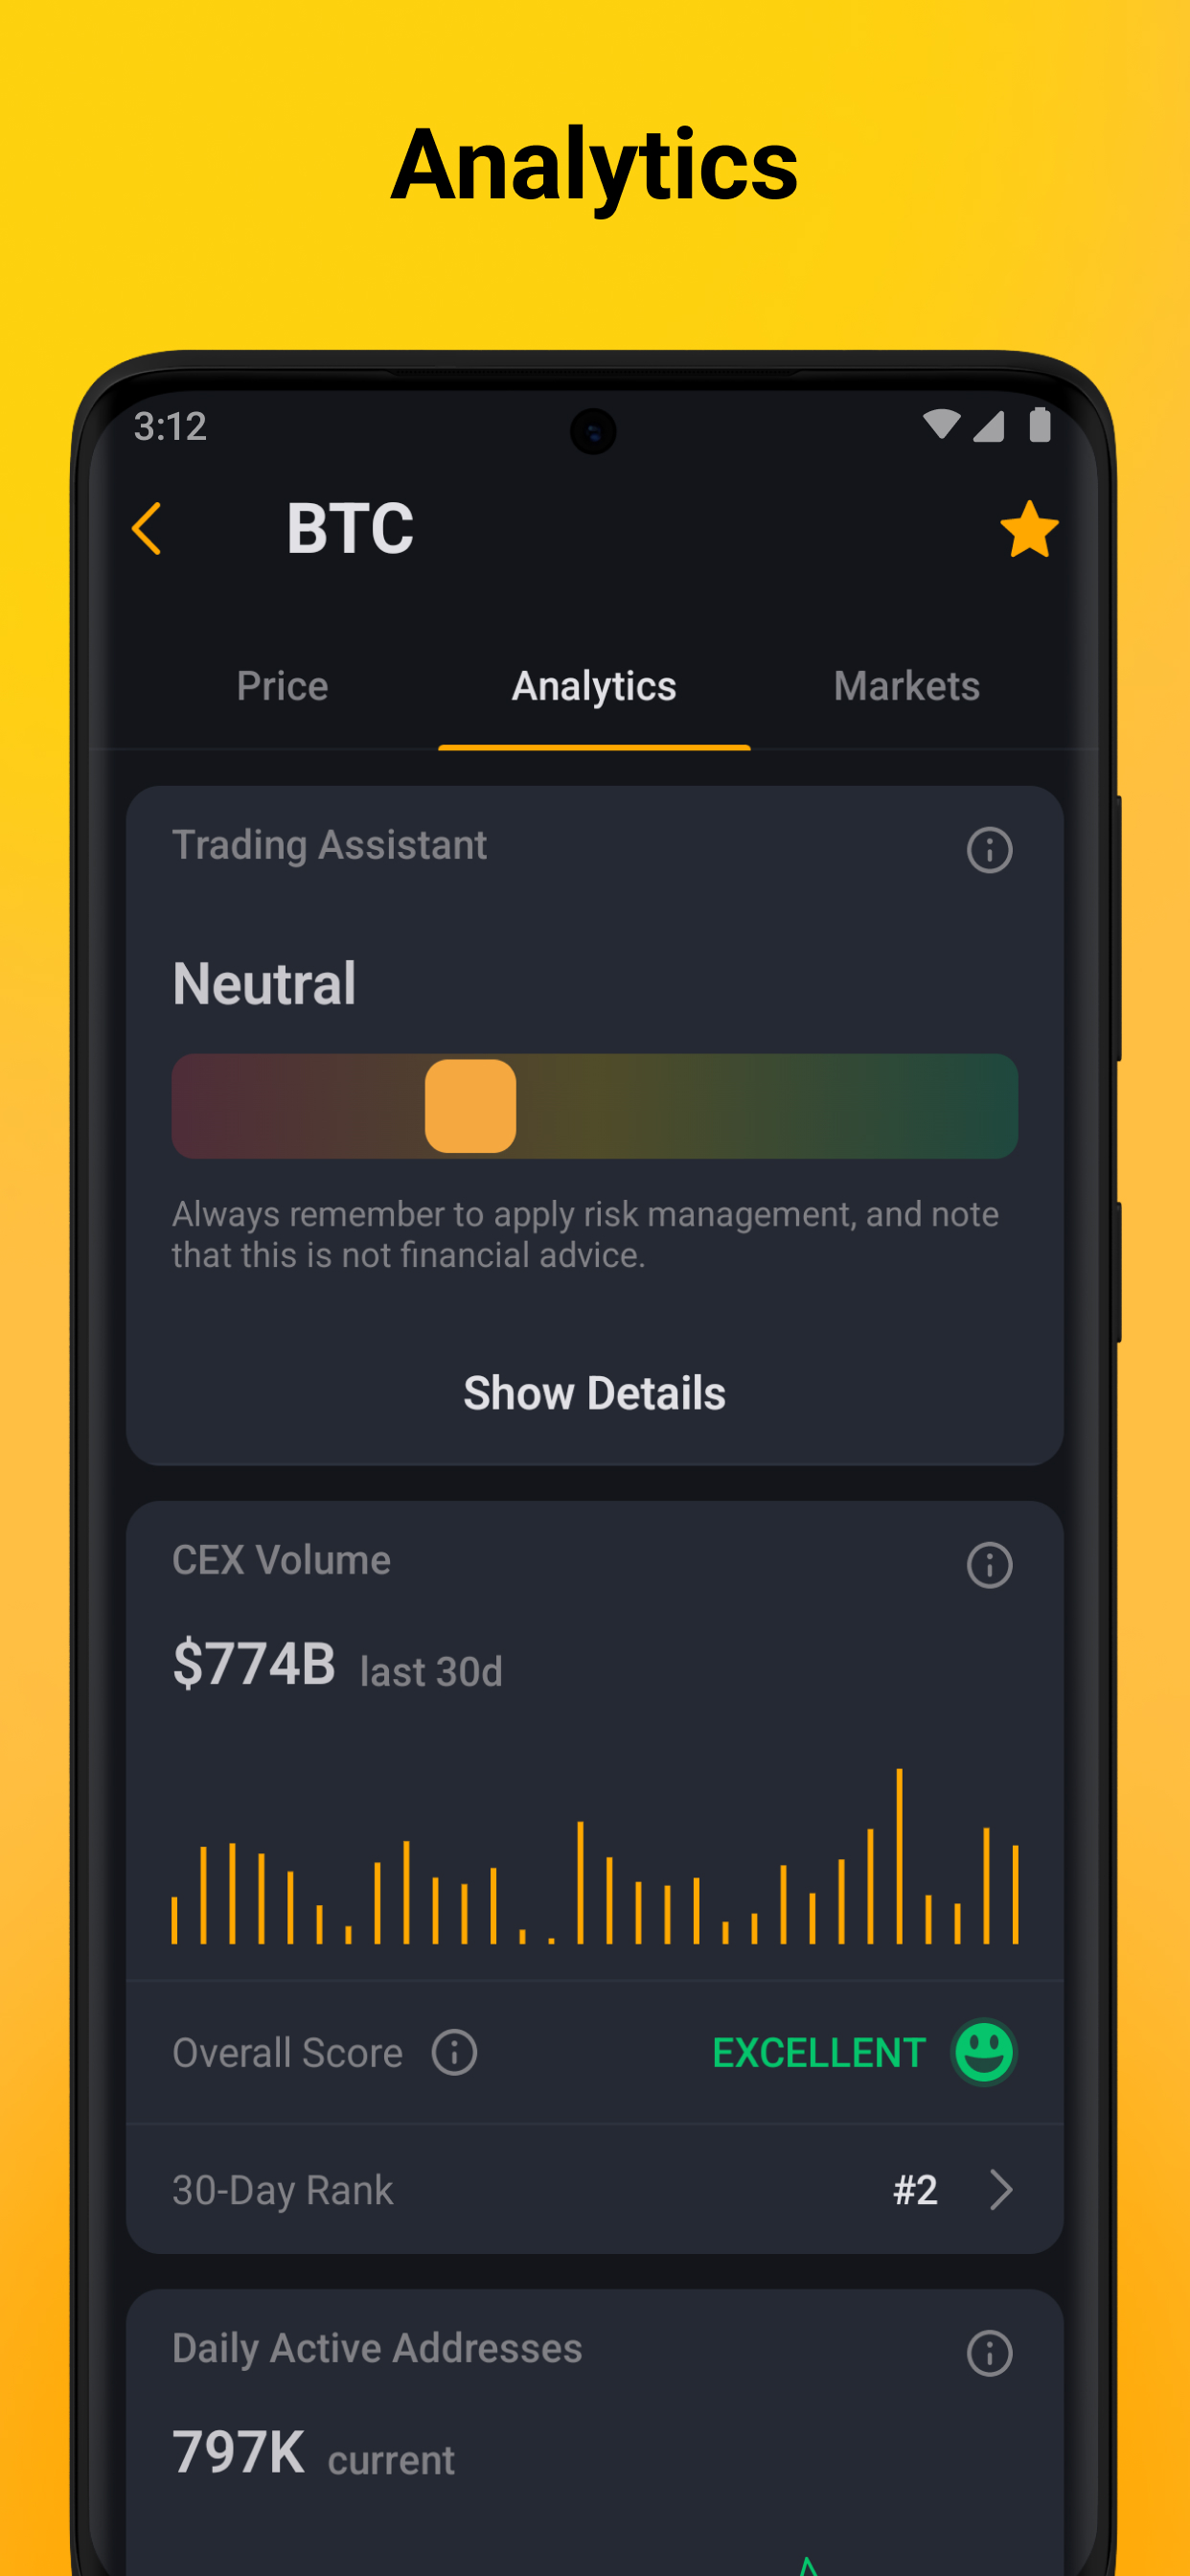 Analytics
3:12
BTC
Price
Analytics
Markets
Trading Assistant
Neutral
Always remember to apply risk management, and note
that this is not financial advice.
Show Details
CEX Volume
$774B last 30d
Overall Score
EXCELLENT
30-Day Rank
#2
Daily Active Addresses
797K current